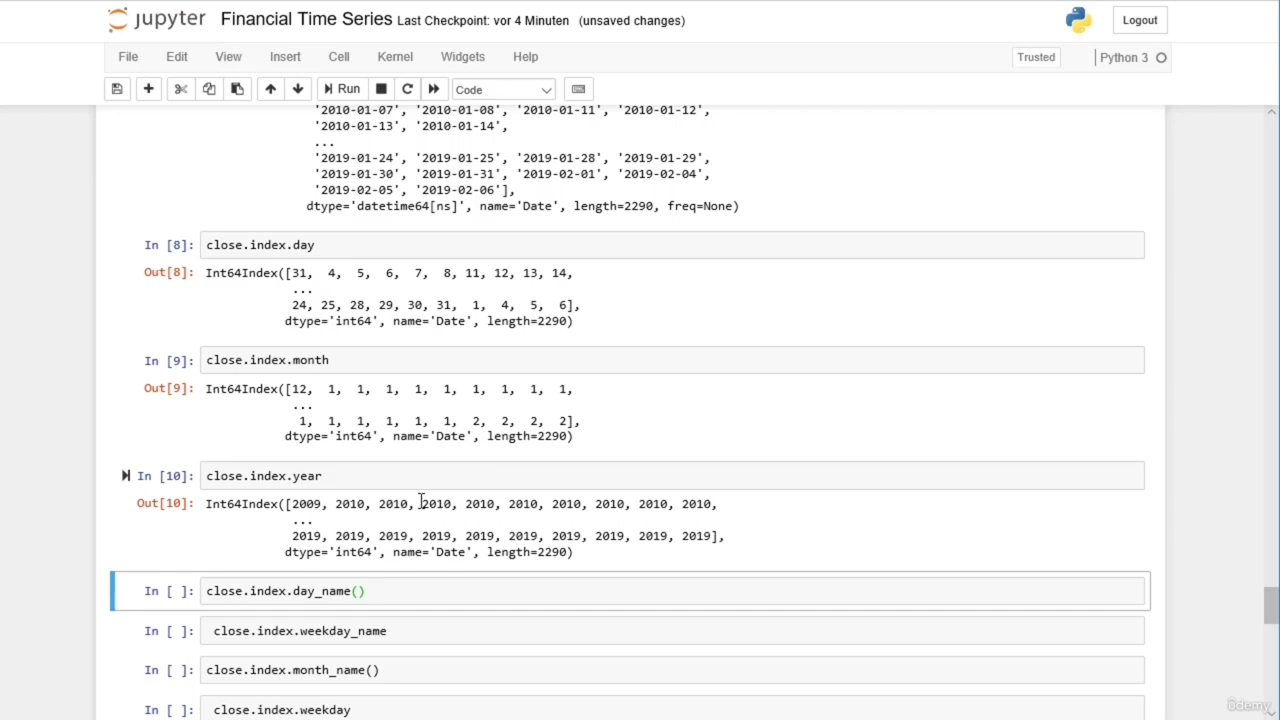 jupyter Financial Time Series Last Checkpoint: vor 4 Minuten (unsaved changes) Logout
File Edit View Insert Cell Kernel Widgets Help Trusted Python 3
Run Code
'2010-01-07', '2010-01-08', '2010-01-11', '2010-01-12',
'2010-01-13', '2010-01-14',
...
'2019-01-24', '2019-01-25', '2019-01-28', '2019-01-29',
'2019-01-30', '2019-01-31', '2019-02-01', '2019-02-04',
'2019-02-05', '2019-02-06'],
dtype='datetime64[ns]', name='Date', length=2290, freq=None)
In [8]: close.index.day
Out[8]: Int64Index([31, 4, 5, 6, 7, 8, 11, 12, 13, 14,
...
24, 25, 28, 29, 30, 31, 1, 4, 5, 6],
dtype='int64', name='Date', length=2290)
In [9]: close.index.month
Out[9]: Int64Index([12, 1, 1, 1, 1, 1, 1, 1, 1, 1,
...
1, 1, 1, 1, 1, 1, 2, 2, 2, 2],
dtype='int64', name='Date', length=2290)
In [10]: close.index.year
Out[10]: Int64Index([2009, 2010, 2010, 2010, 2010, 2010, 2010, 2010, 2010, 2010,
...
2019, 2019, 2019, 2019, 2019, 2019, 2019, 2019, 2019, 2019],
dtype='int64', name='Date', length=2290)
In [ ]: close.index.day_name()
In [ ]: close.index.weekday_name
In [ ]: close.index.month_name()
In [ ]: close.index.weekday
ûdemy